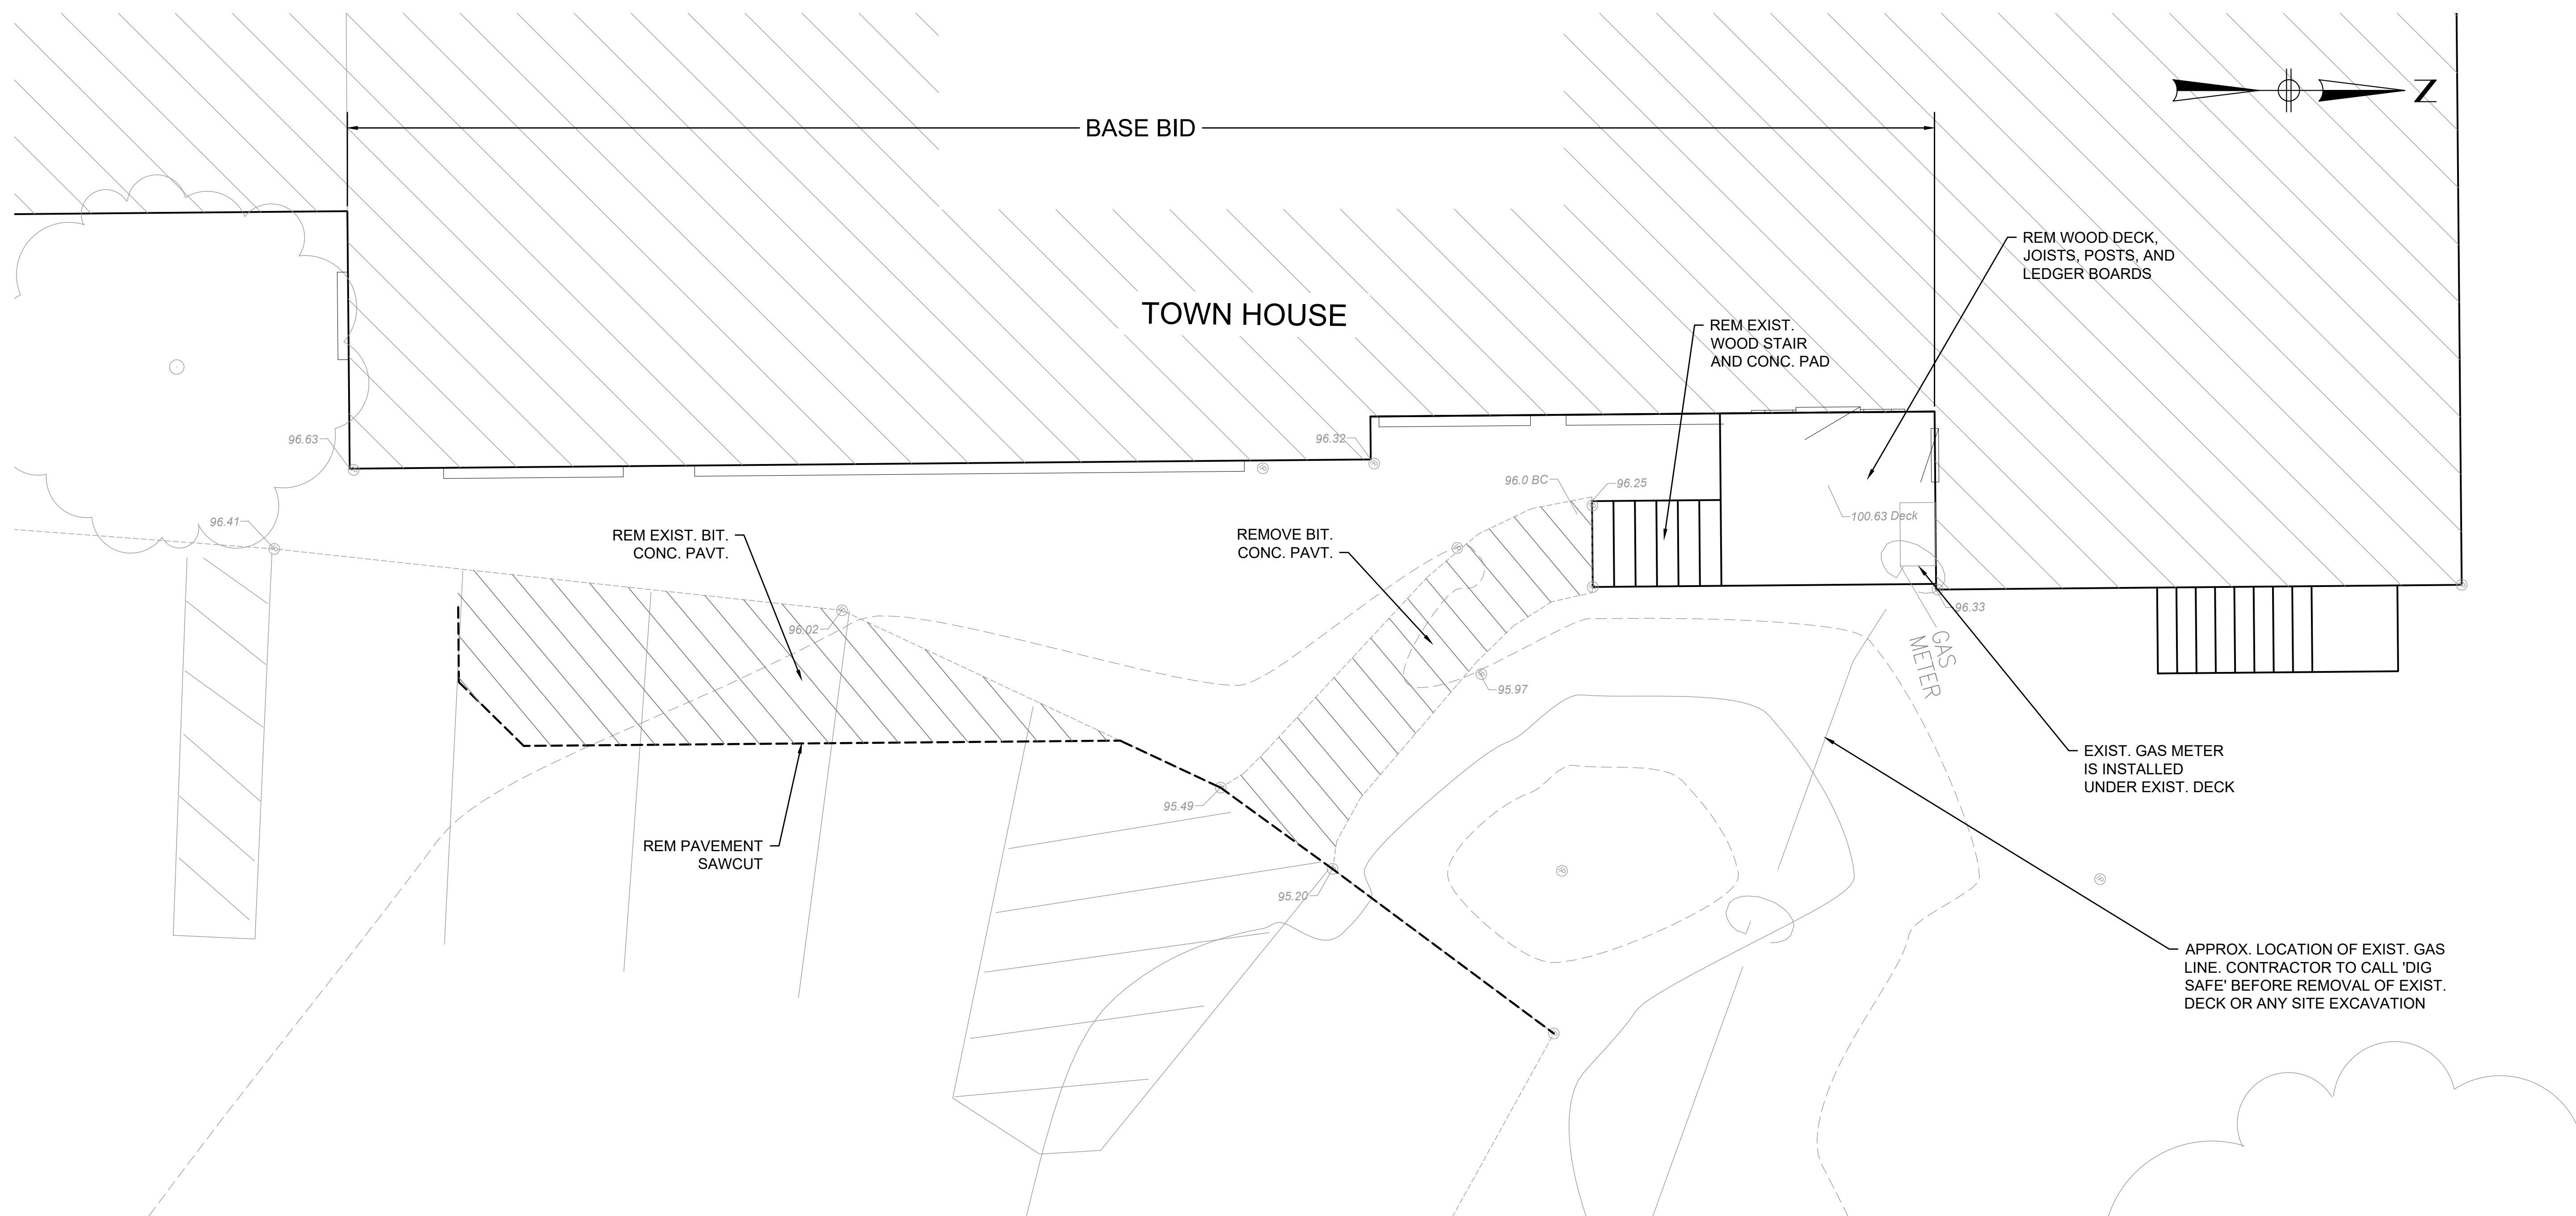 Z
BASE BID
REM WOOD DECK,
JOISTS, POSTS, AND
LEDGER BOARDS
TOWN HOUSE
REM EXIST.
WOOD STAIR
AND CONC. PAD
96.63
96.32
96.0 BC
96.25
100.63 Deck
96.41
REM EXIST. BIT.
CONC. PAVT.
REMOVE BIT.
CONC. PAVT.
96.02
96.33
GAS
METER
95.97
EXIST. GAS METER
IS INSTALLED
UNDER EXIST. DECK
95.49
REM PAVEMENT
SAWCUT
95.20
APPROX. LOCATION OF EXIST. GAS
LINE. CONTRACTOR TO CALL 'DIG
SAFE' BEFORE REMOVAL OF EXIST.
DECK OR ANY SITE EXCAVATION